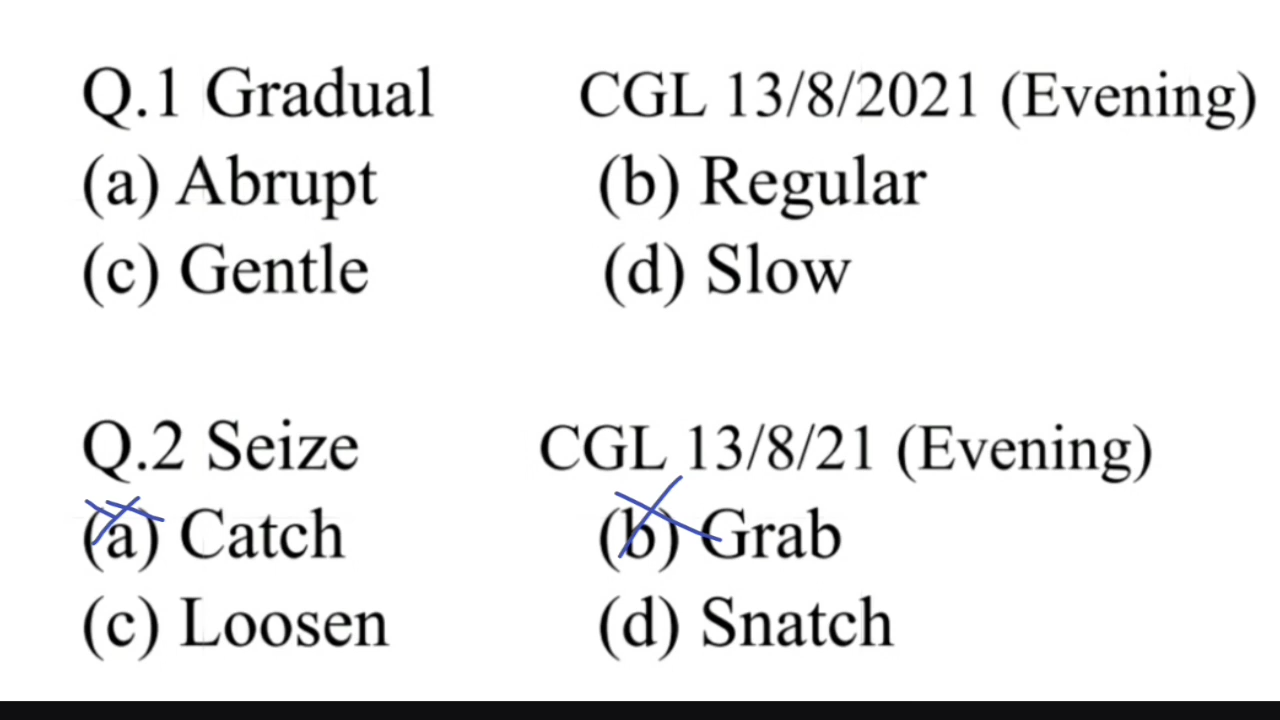 Q.1 Gradual CGL 13/8/2021 (Evening)
(a) Abrupt (b) Regular
(c) Gentle (d) Slow
Q.2 Seize CGL 13/8/21 (Evening)
(a) Catch (b) Grab
(c) Loosen (d) Snatch